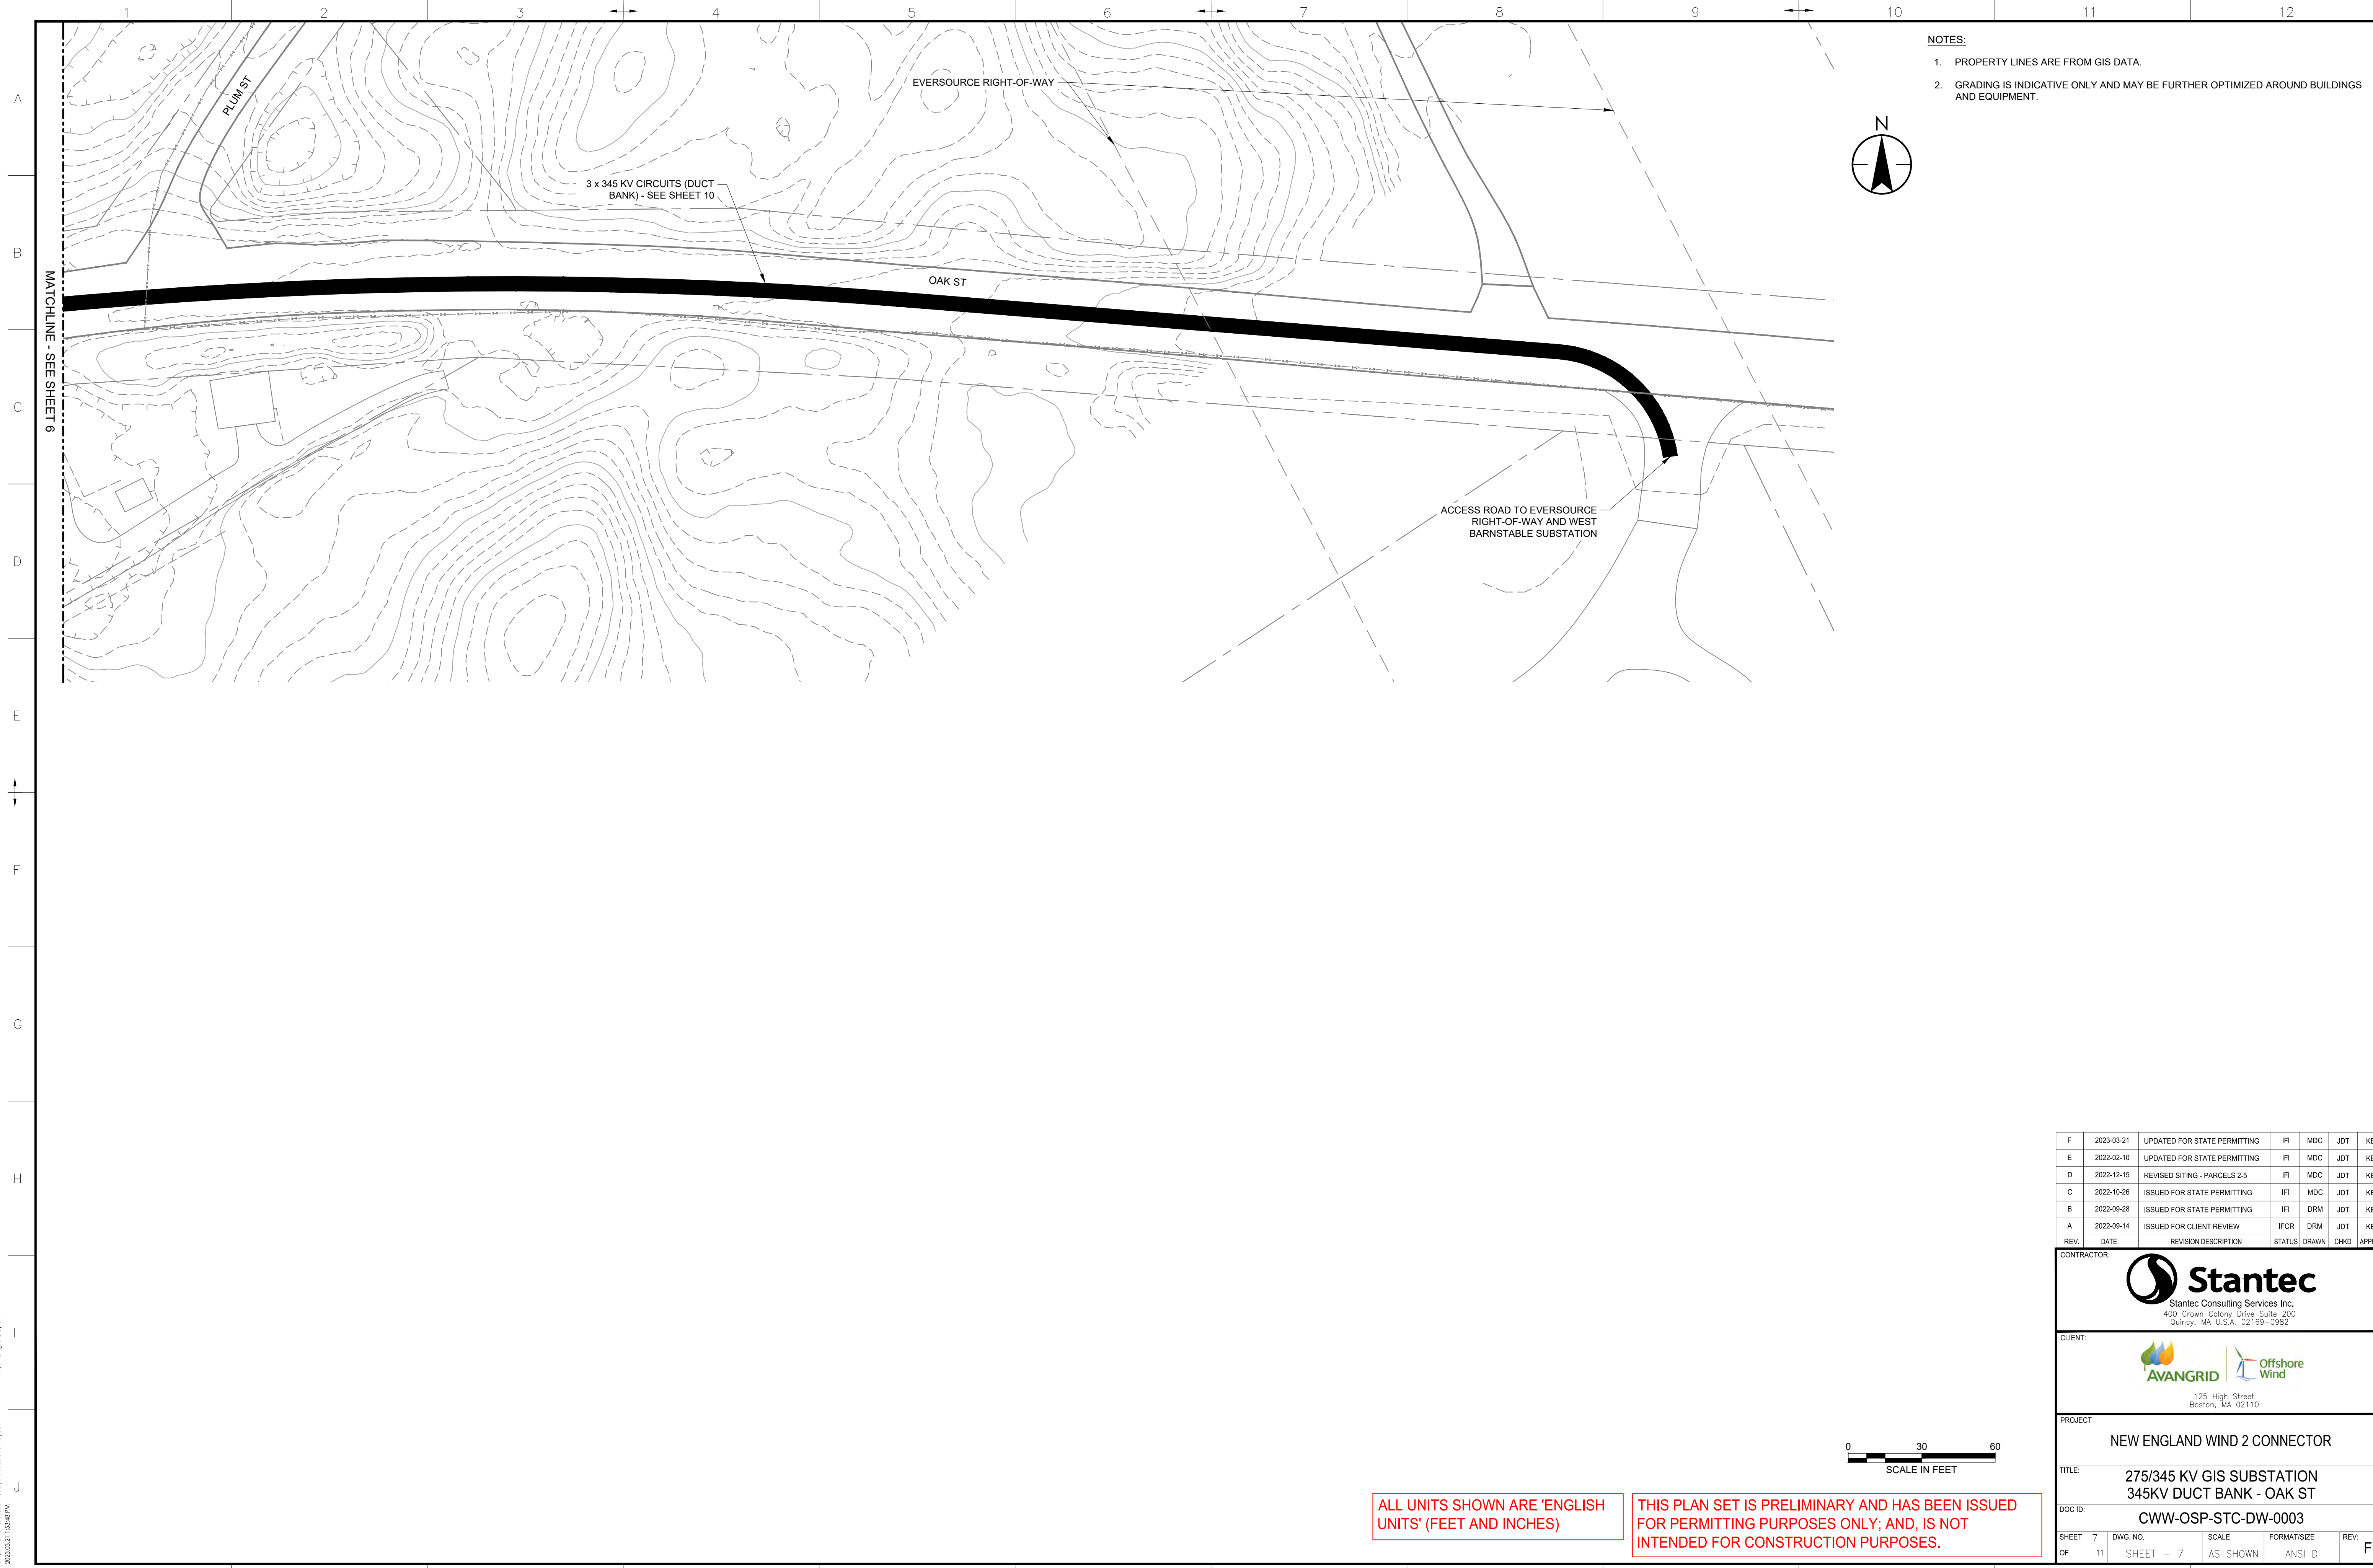 1 2 3 4 5 6 7 8 9 10 11 12
A
B
C
D
E
F
G
H
I
J
NOTES:
1. PROPERTY LINES ARE FROM GIS DATA.
2. GRADING IS INDICATIVE ONLY AND MAY BE FURTHER OPTIMIZED AROUND BUILDINGS
AND EQUIPMENT.
N
PLUM ST
EVERSOURCE RIGHT-OF-WAY
3 x 345 KV CIRCUITS (DUCT
BANK) - SEE SHEET 10
OAK ST
MATCHLINE - SEE SHEET 6
ACCESS ROAD TO EVERSOURCE
RIGHT-OF-WAY AND WEST
BARNSTABLE SUBSTATION
0 30 60
SCALE IN FEET
ALL UNITS SHOWN ARE 'ENGLISH
UNITS' (FEET AND INCHES)
THIS PLAN SET IS PRELIMINARY AND HAS BEEN ISSUED
FOR PERMITTING PURPOSES ONLY; AND, IS NOT
INTENDED FOR CONSTRUCTION PURPOSES.
F 2023-03-21 UPDATED FOR STATE PERMITTING IFI MDC JDT
E 2022-02-10 UPDATED FOR STATE PERMITTING IFI MDC JDT
D 2022-12-15 REVISED SITING - PARCELS 2-5 IFI MDC JDT
C 2022-10-26 ISSUED FOR STATE PERMITTING IFI MDC JDT
B 2022-09-28 ISSUED FOR STATE PERMITTING IFI DRM JDT
A 2022-09-14 ISSUED FOR CLIENT REVIEW IFCR DRM JDT
REV. DATE REVISION DESCRIPTION STATUS DRAWN CHKD
CONTRACTOR:
Stantec
Stantec Consulting Services Inc.
400 Crown Colony Drive Suite 200
Quincy, MA U.S.A. 02169-0982
CLIENT:
AVANGRID
Offshore
Wind
125 High Street
Boston, MA 02110
PROJECT
NEW ENGLAND WIND 2 CONNECTOR
TITLE:
275/345 KV GIS SUBSTATION
345KV DUCT BANK - OAK ST
DOC ID:
CWW-OSP-STC-DW-0003
SHEET 7 DWG. NO. SCALE FORMAT/SIZE REV:
OF 11 SHEET - 7 AS SHOWN ANSI D F
2023.03.21 1:53:48 PM